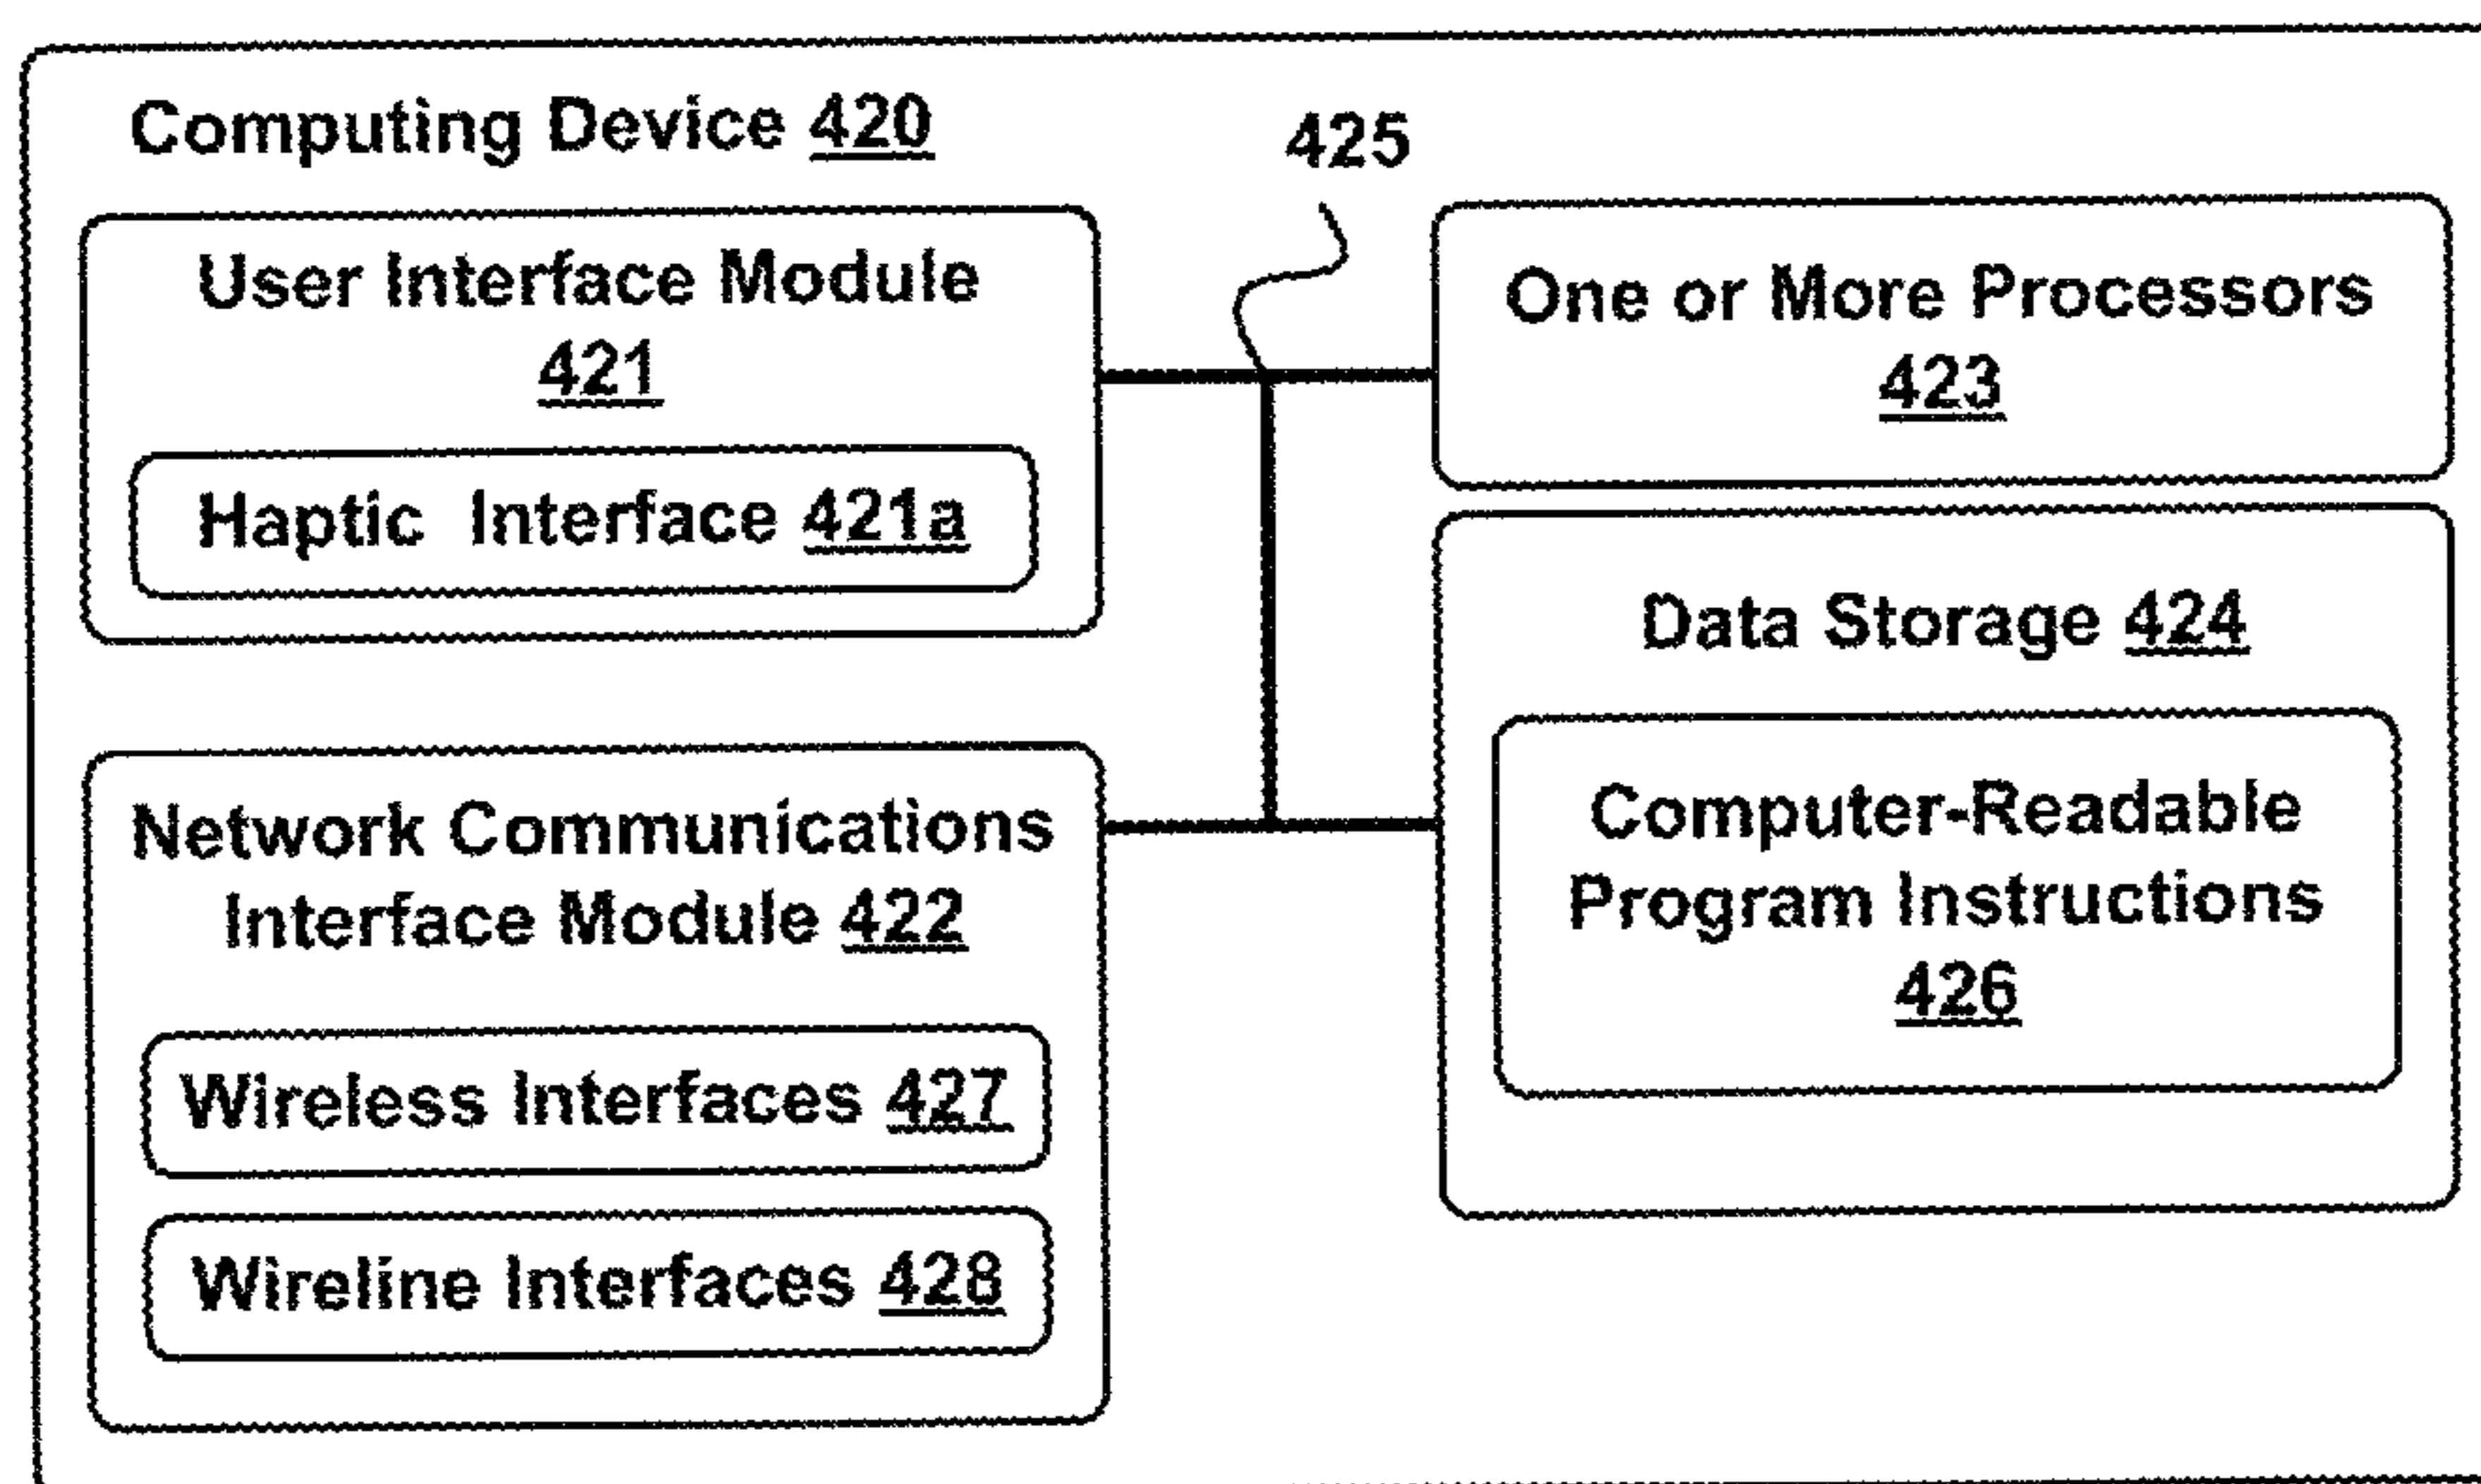 Computing Device 420
425
User Interface Module
421
Haptic Interface 421a
One or More Processors
423
Data Storage 424
Computer-Readable
Program Instructions
426
Network Communications
Interface Module 422
Wireless Interfaces 427
Wireline Interfaces 428